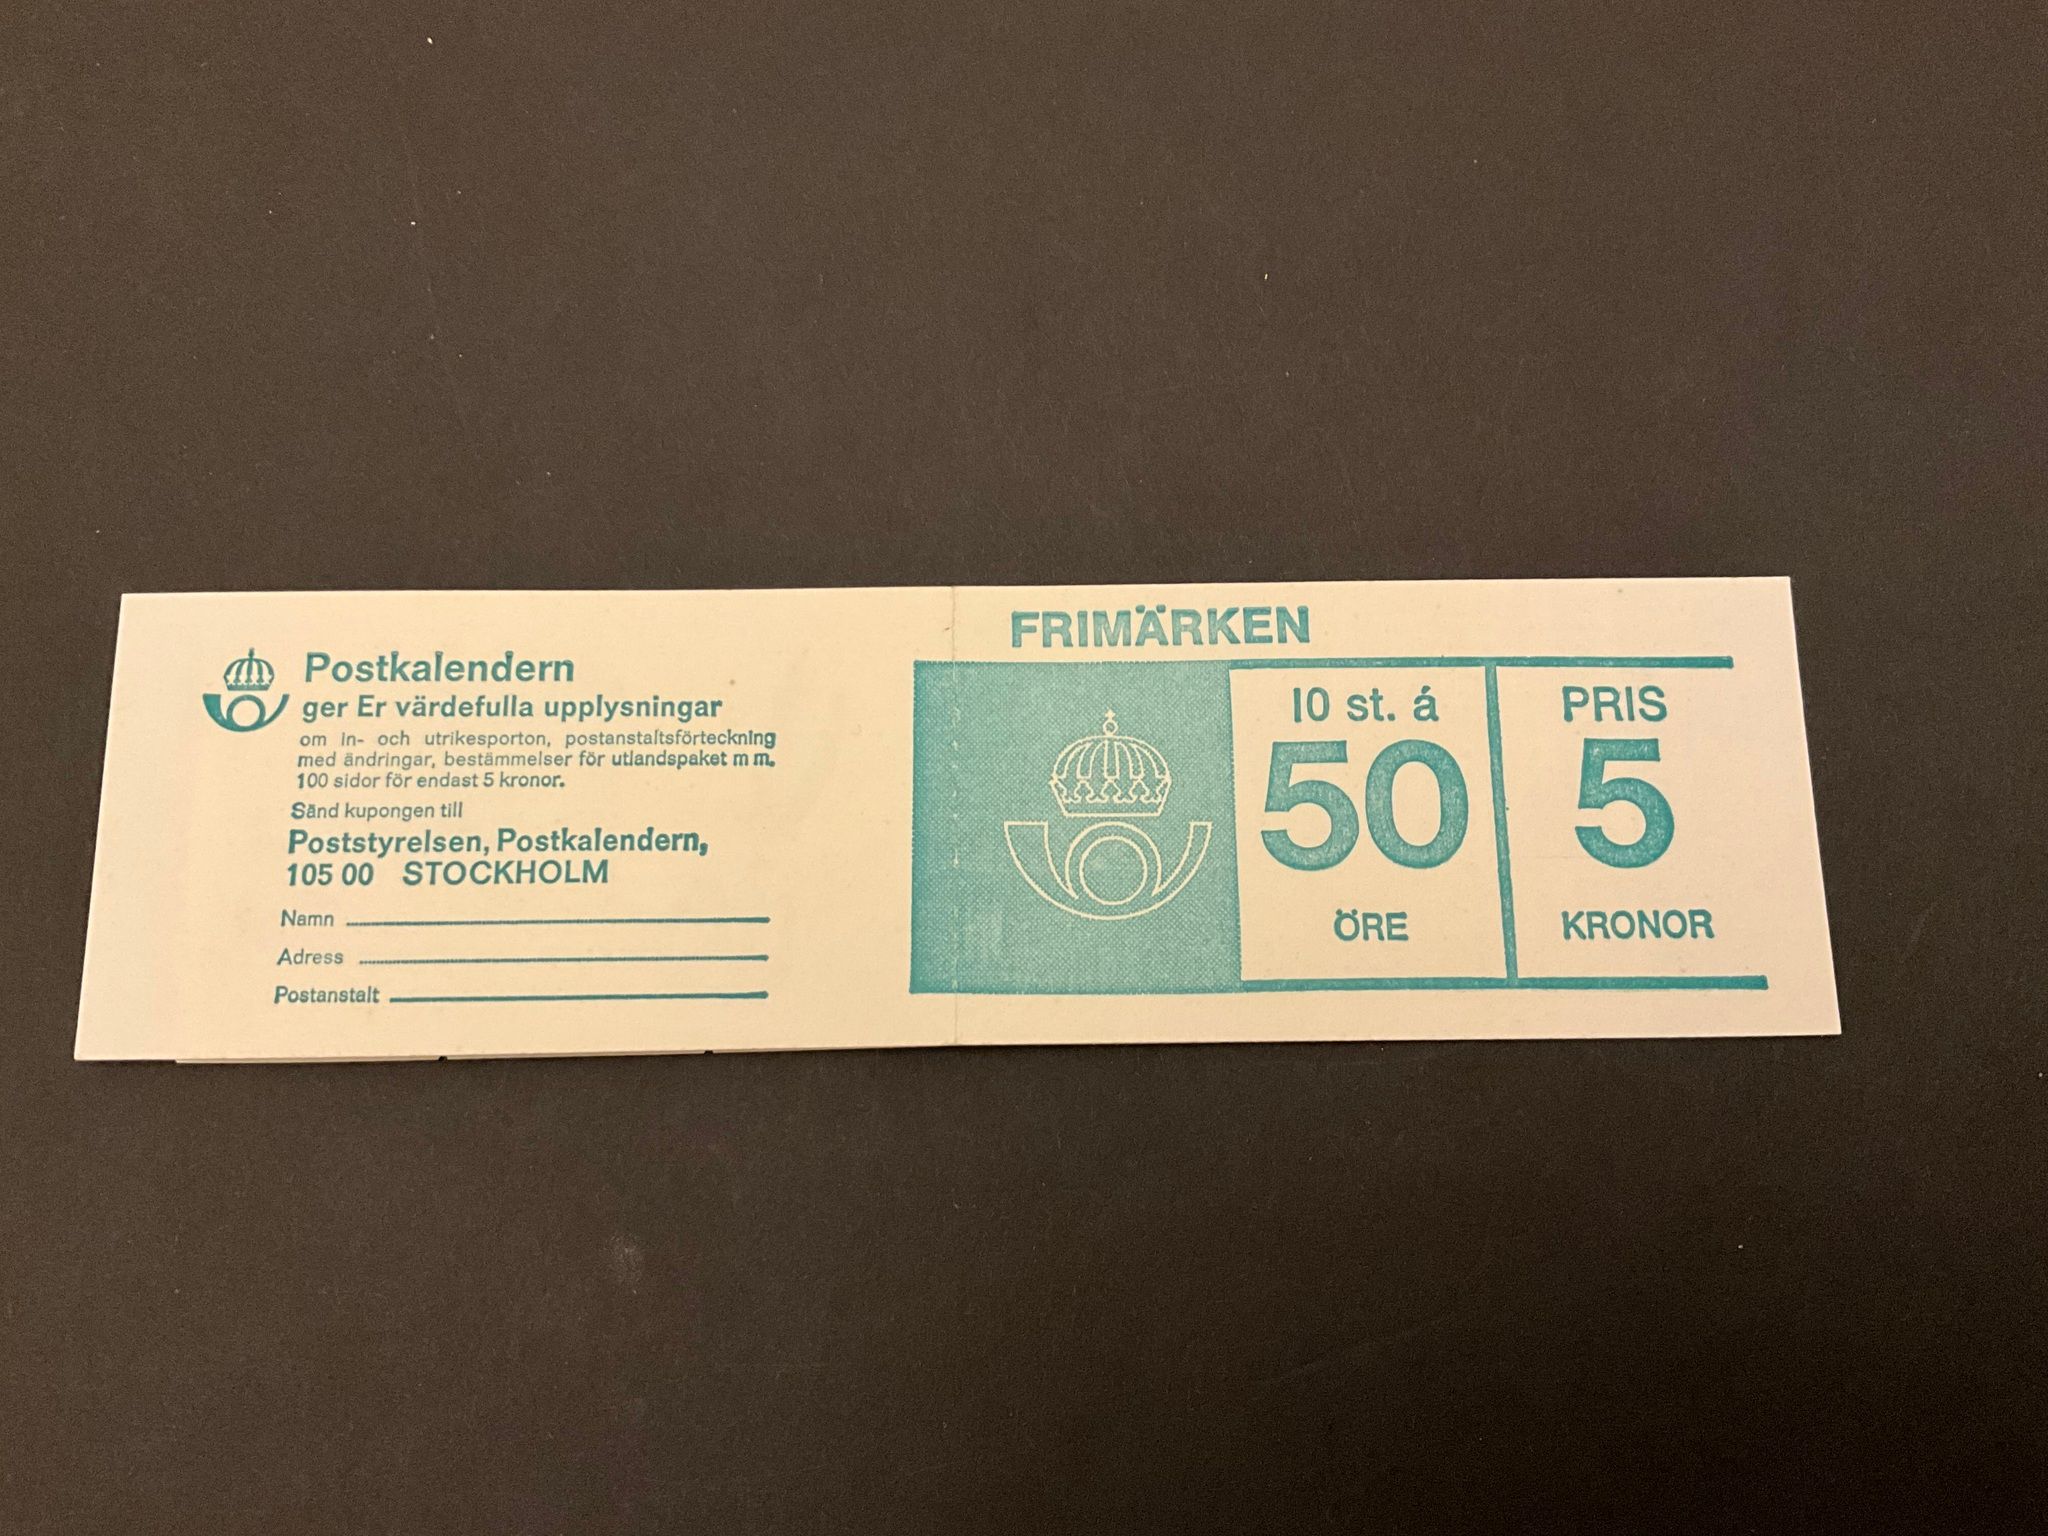 Postkalendern
ger Er värdefulla upplysningar
om in- och utrikesporton, postanstaltsförteckning
med ändringar, bestämmelser för utlandspaket m m.
100 sidor för endast 5 kronor.
Sänd kupongen till
Poststyrelsen, Postkalendern,
105 00 STOCKHOLM
Namn
Adress
Postanstalt
FRIMÄRKEN
10 st. á
50
ÖRE
PRIS
5
KRONOR